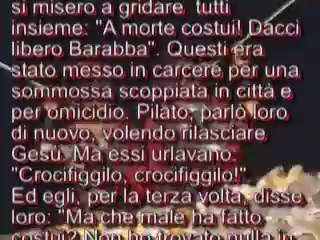 si misero a gridare tutti
insieme: "A morte costui! Dacci
libero Barabba". Questi era
stato messo in carcere per una
sommossa scoppiata in città e
per omicidio. Pilato, parlò loro
di nuovo, volendo rilasciare
Gesù. Ma essi urlavano:
"Crocifiggilo, crocifiggilo!"
Ed egli, per la terza volta, disse
loro: "Ma che male ha fatto
costui? Non ho trovato nulla in